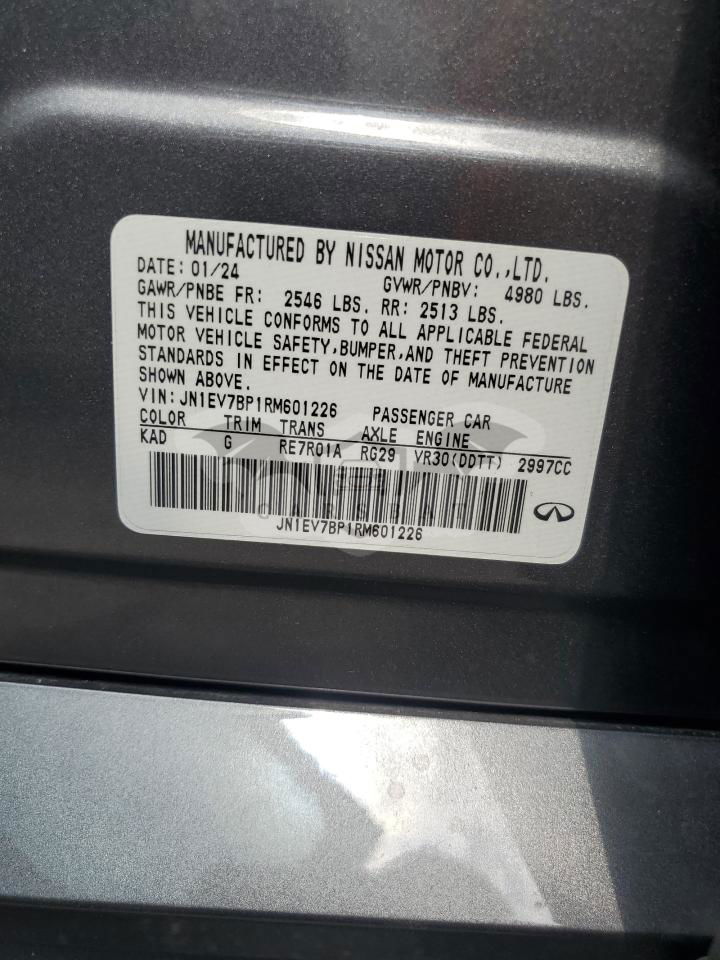 MANUFACTURED BY NISSAN MOTOR CO.,LTD.
DATE: 01/24 GVWR/PNBV: 4980 LBS.
GAWR/PNBE FR: 2546 LBS. RR: 2513 LBS.
THIS VEHICLE CONFORMS TO ALL APPLICABLE FEDERAL
MOTOR VEHICLE SAFETY,BUMPER,AND THEFT PREVENTION
STANDARDS IN EFFECT ON THE DATE OF MANUFACTURE
SHOWN ABOVE.
VIN:JN1EV7BP1RM601226 PASSENGER CAR
COLOR TRIM TRANS AXLE ENGINE
KAD G RE7R01A RG29 VR30(DDTT) 2997CC
JN1EV7BP1RM601226